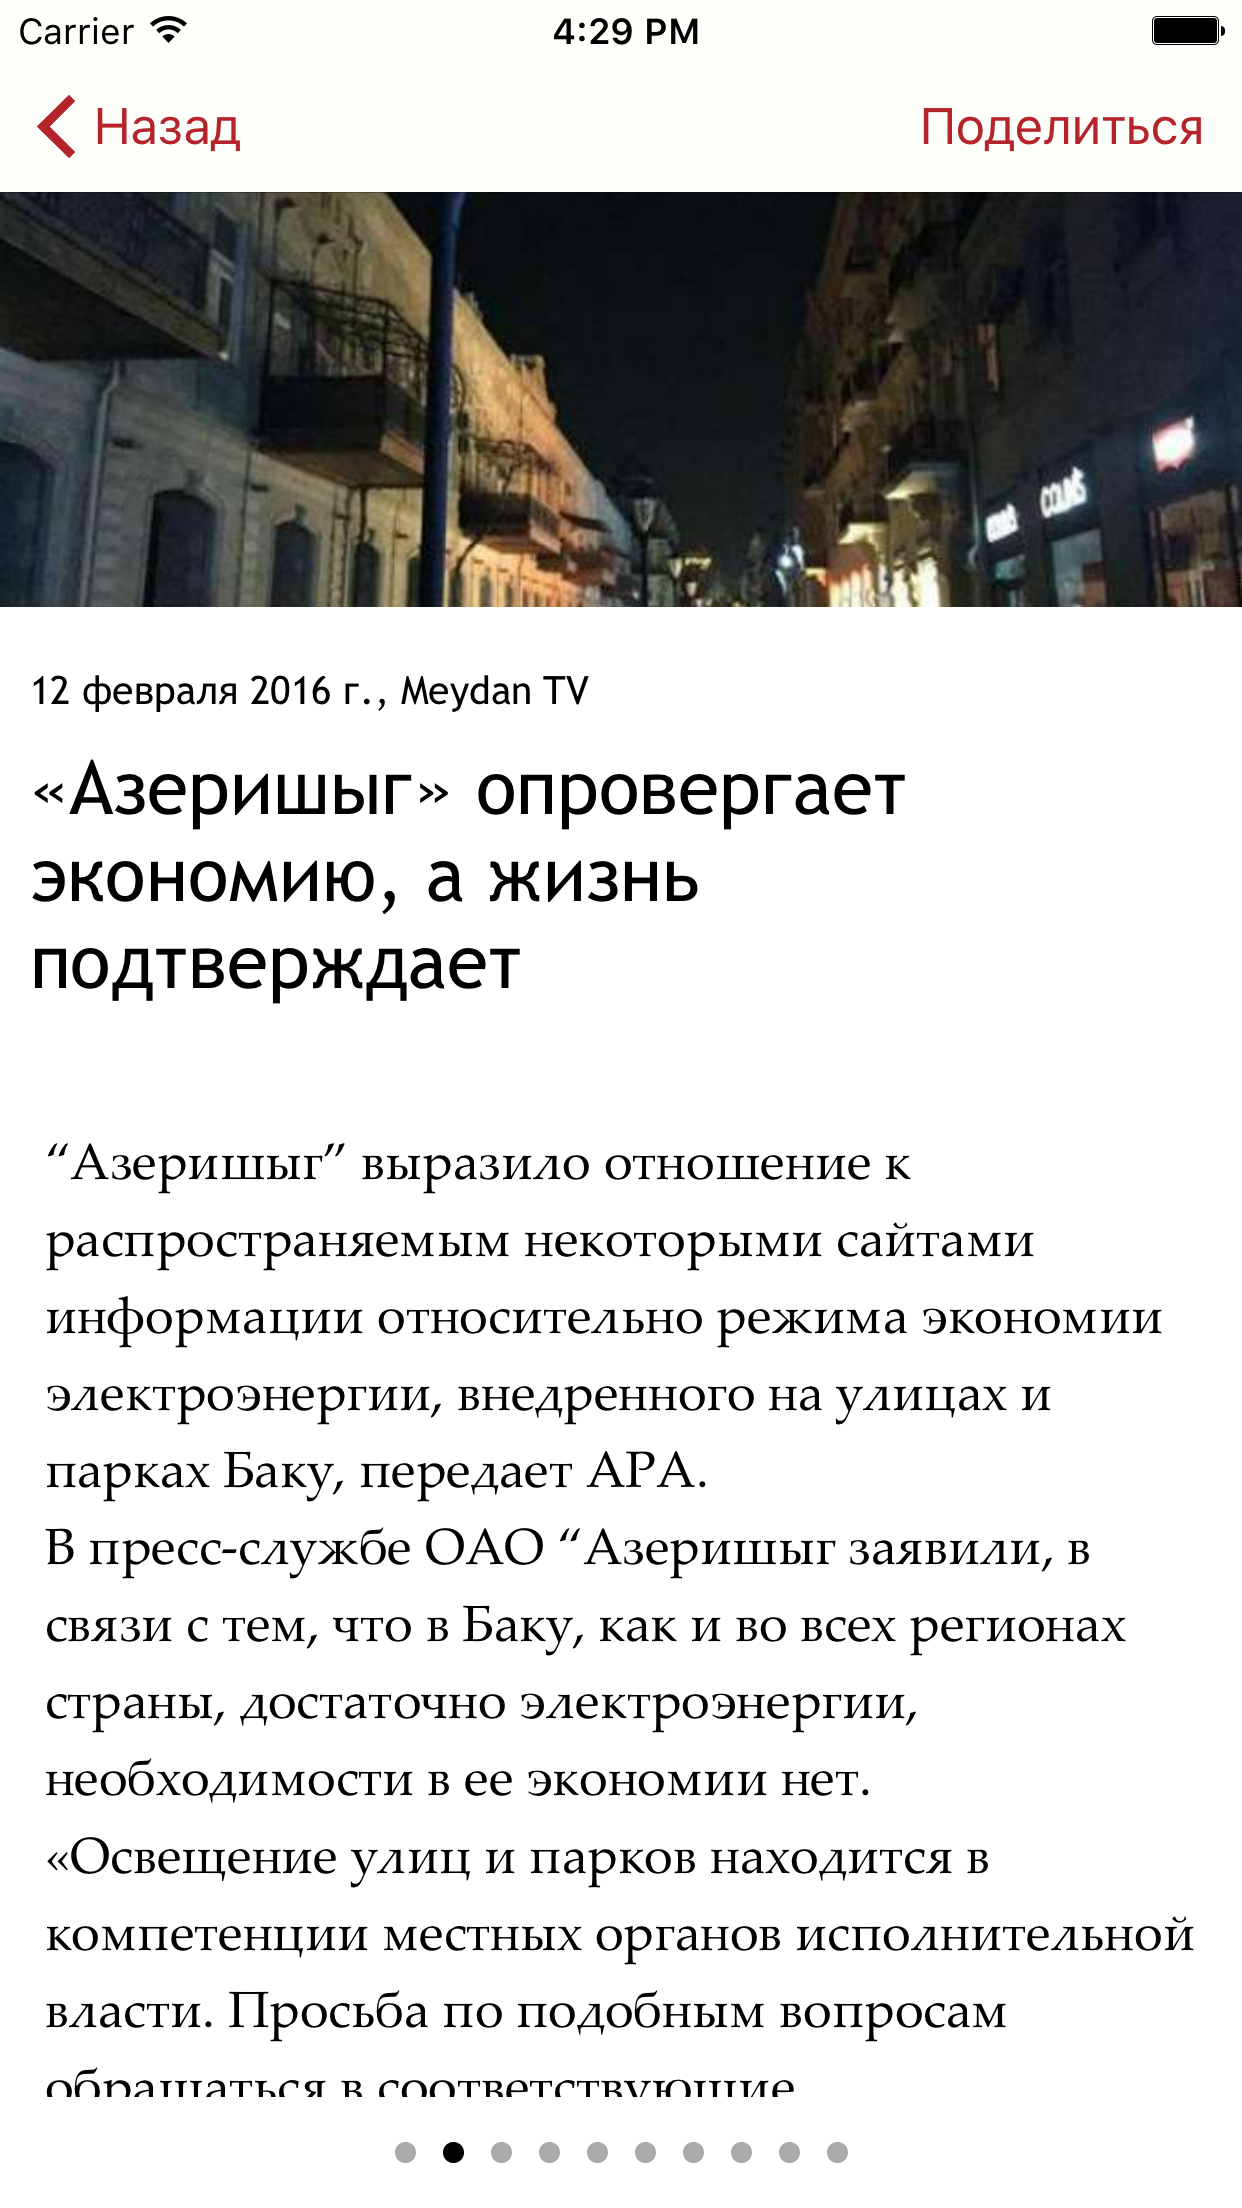 Carrier 4:29 PM
Назад Поделиться
COLINS
12 февраля 2016 г., Meydan TV
«Азеришыг» опровергает
экономию, а жизнь
подтверждает
“Азеришыг” выразило отношение к
распространяемым некоторыми сайтами
информации относительно режима экономии
электроэнергии, внедренного на улицах и
парках Баку, передает APA.
В пресс-службе ОАО “Азеришыг заявили, в
связи с тем, что в Баку, как и во всех регионах
страны, достаточно электроэнергии,
необходимости в ее экономии нет.
«Освещение улиц и парков находится в
компетенции местных органов исполнительной
власти. Просьба по подобным вопросам
обращаться в соответствующие